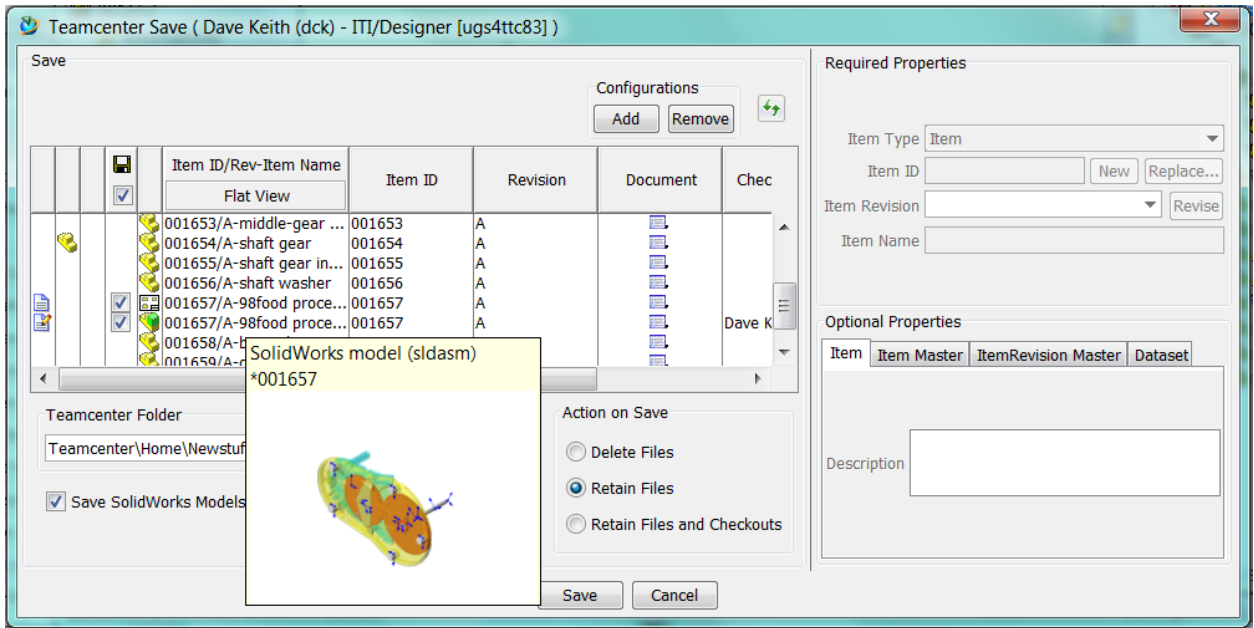 Teamcenter Save ( Dave Keith (dck) - ITI/Designer [ugs4ttc83] )
Save
Configurations
Add Remove
Item ID/Rev-Item Name Item ID Revision Document Chec
Flat View
001653/A-middle-gear ... 001653 A
001654/A-shaft gear 001654 A
001655/A-shaft gear in... 001655 A
001656/A-shaft washer 001656 A
001657/A-98food proce... 001657 A
001657/A-98food proce... 001657 A Dave K
001658/A-b 001658 A
001659/A-
SolidWorks model (sldasm)
*001657
Teamcenter Folder
Teamcenter\Home\Newstuf
Save SolidWorks Models
Action on Save
Delete Files
Retain Files
Retain Files and Checkouts
Save Cancel
Required Properties
Item Type Item
Item ID New Replace...
Item Revision Revise
Item Name
Optional Properties
Item Item Master ItemRevision Master Dataset
Description